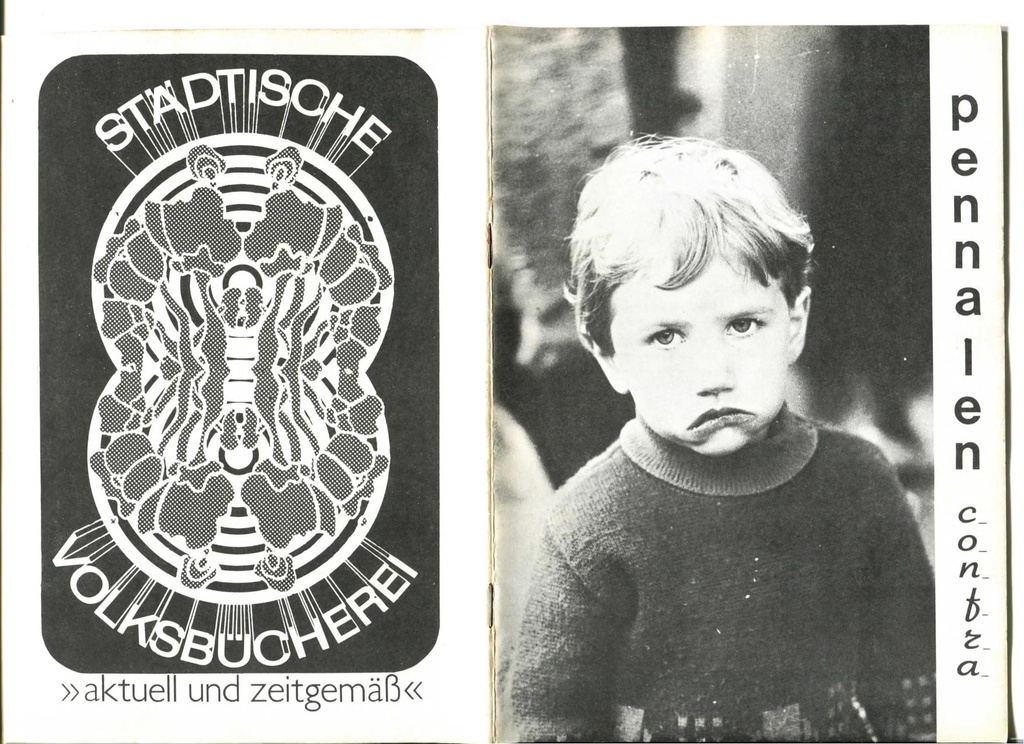 STÄDTISCHE
VOLKSBÜCHEREI
»aktuell und zeitgemäß«
pennalen
contra